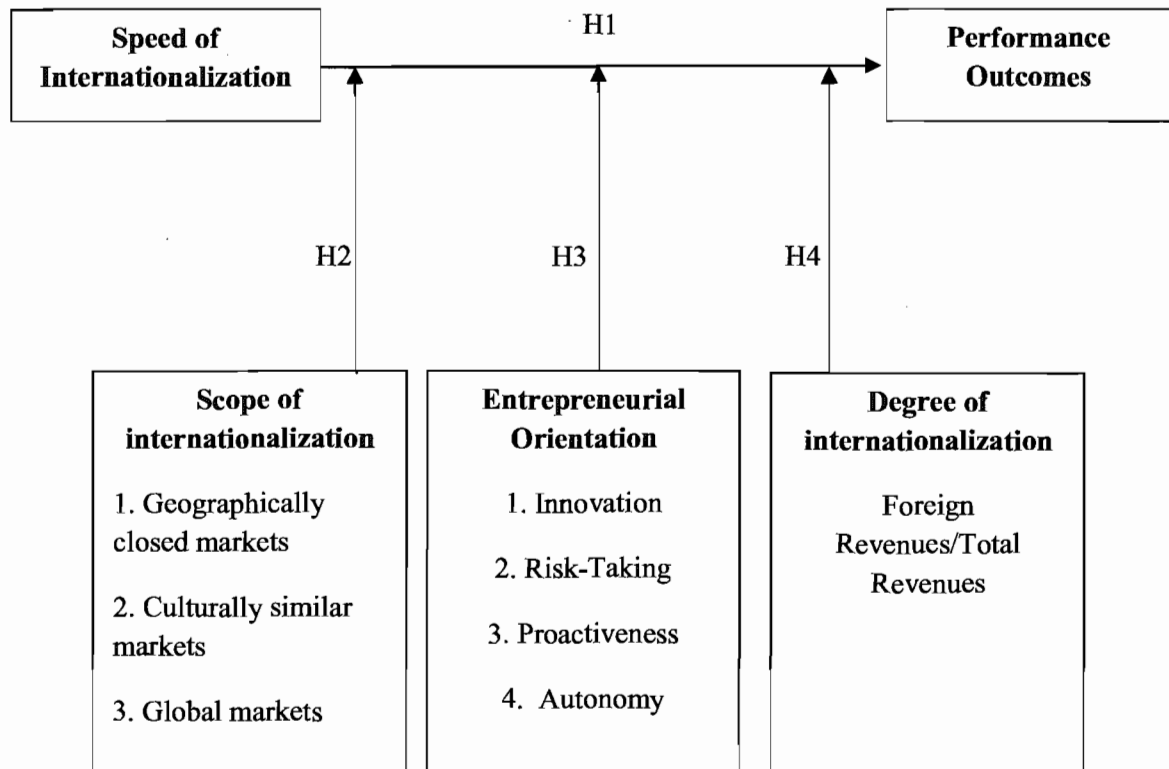 H1
Speed of
Internationalization
Performance
Outcomes
H2
H3
H4
Scope of
internationalization
1. Geographically
closed markets
2. Culturally similar
markets
3. Global markets
Entrepreneurial
Orientation
1. Innovation
2. Risk-Taking
3. Proactiveness
4. Autonomy
Degree of
internationalization
Foreign
Revenues/Total
Revenues